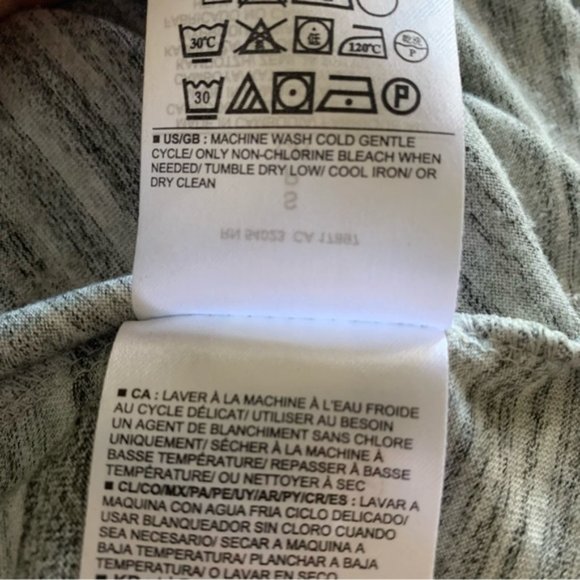 30℃ 低 120℃ 乾洗 P
30 P
■ US/GB : MACHINE WASH COLD GENTLE
CYCLE/ ONLY NON-CHLORINE BLEACH WHEN
NEEDED/ TUMBLE DRY LOW/ COOL IRON/ OR
DRY CLEAN
RN 54023 CA 17897
■ CA : LAVER À LA MACHINE À L'EAU FROIDE
AU CYCLE DÉLICAT/ UTILISER AU BESOIN
UN AGENT DE BLANCHIMENT SANS CHLORE
UNIQUEMENT/ SÉCHER À LA MACHINE À
BASSE TEMPÉRATURE/ REPASSER À BASSE
TEMPÉRATURE/ OU NETTOYER À SEC
■ CL/CO/MX/PA/PE/UY/AR/PY/CR/ES : LAVAR A
MAQUINA CON AGUA FRIA CICLO DELICADO/
USAR BLANQUEADOR SIN CLORO CUANDO
SEA NECESARIO/ SECAR A MAQUINA A
BAJA TEMPERATURA/ PLANCHAR A BAJA
TEMPERATURA/ O LAVAR EN SECO